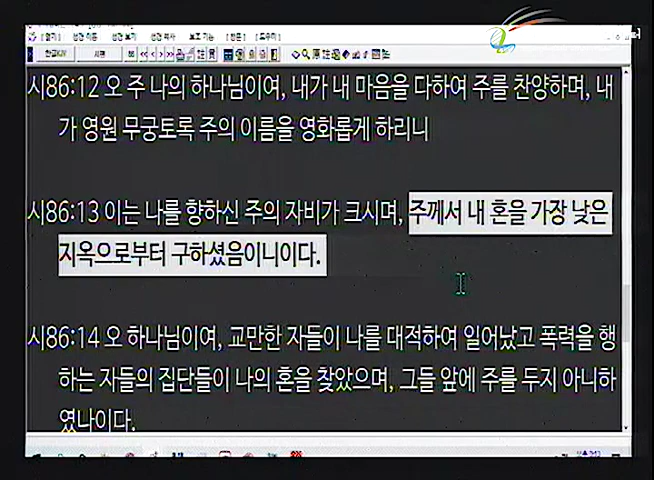 한글KJV 시편 86
시86:12 오 주 나의 하나님이여, 내가 내 마음을 다하여 주를 찬양하며, 내
가 영원 무궁토록 주의 이름을 영화롭게 하리니
시86:13 이는 나를 향하신 주의 자비가 크시며, 주께서 내 혼을 가장 낮은
지옥으로부터 구하셨음이니이다.
시86:14 오 하나님이여, 교만한 자들이 나를 대적하여 일어났고 폭력을 행
하는 자들의 집단들이 나의 혼을 찾았으며, 그들 앞에 주를 두지 아니하
였나이다.